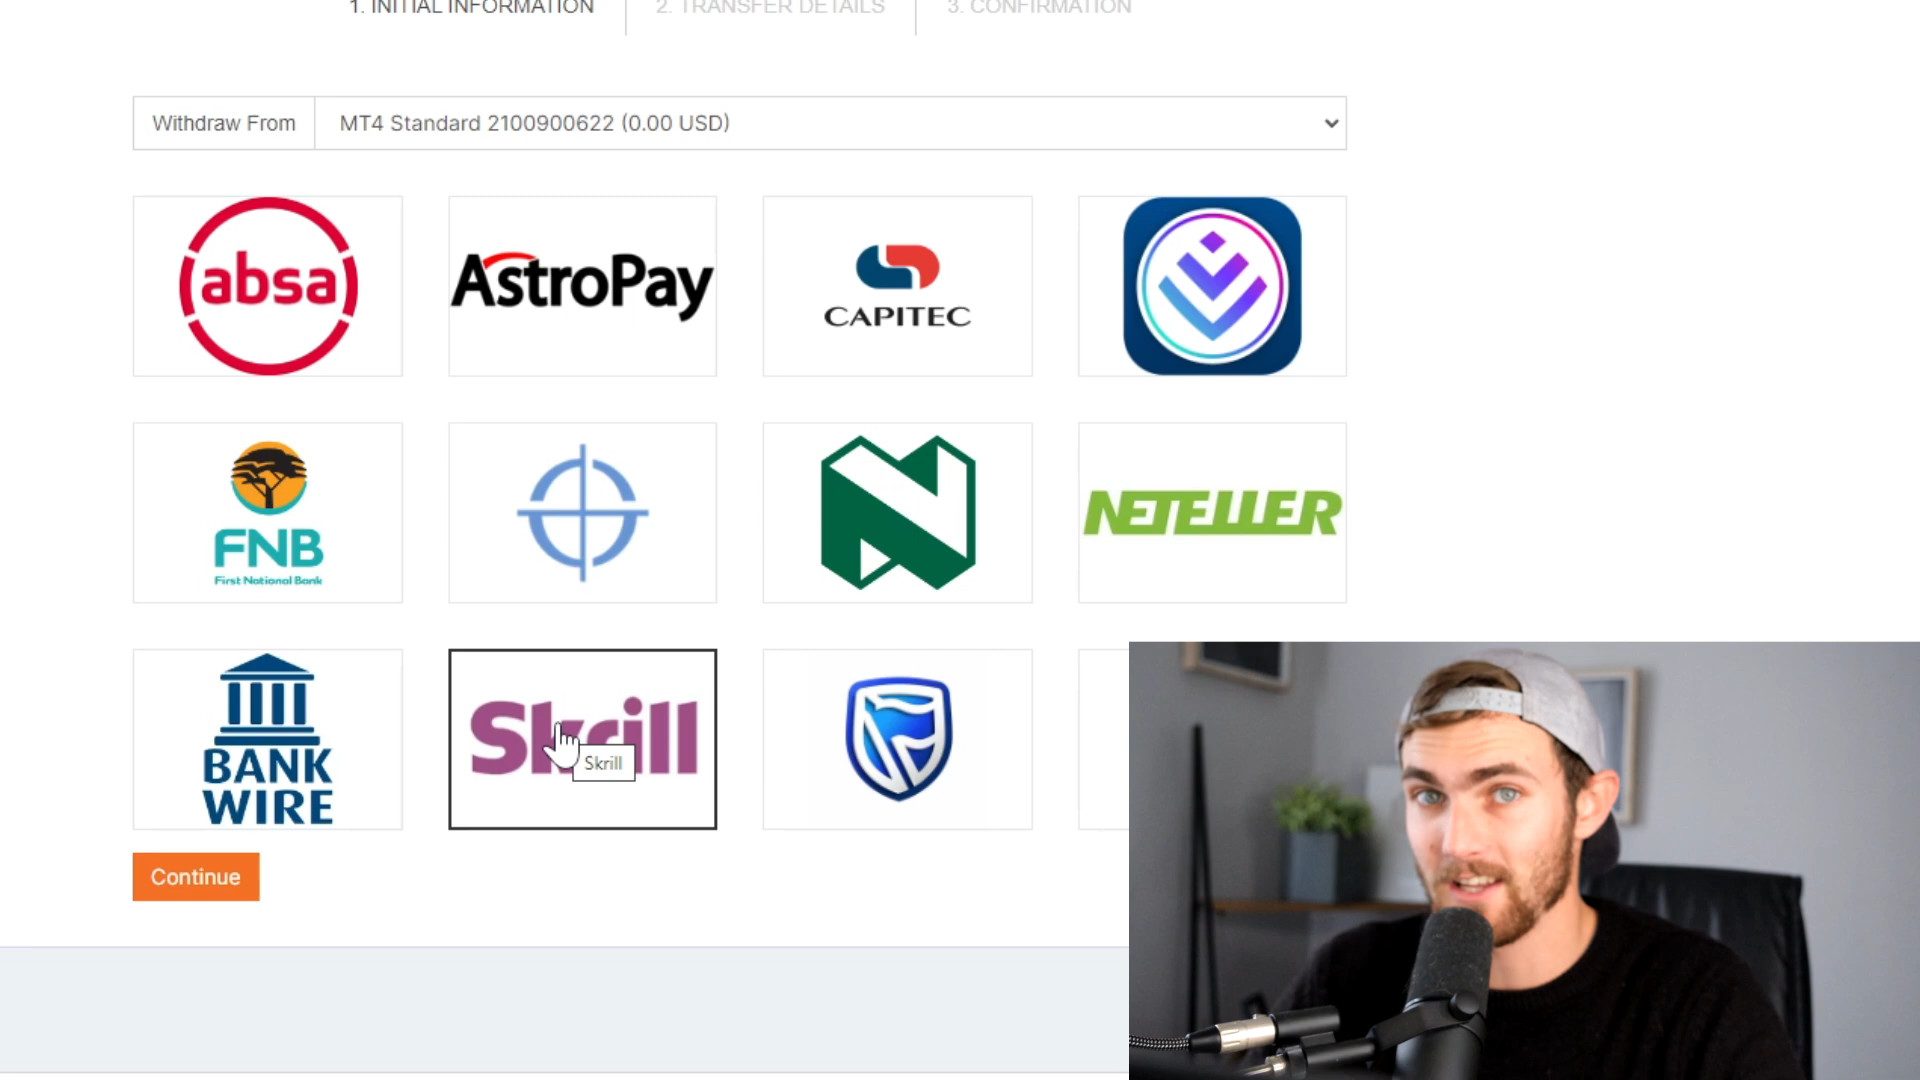 1. INITIAL INFORMATION
2. TRANSFER DETAILS
3. CONFIRMATION
Withdraw From
MT4 Standard 2100900622 (0.00 USD)
absa
AstroPay
CAPITEC
FNB
First National Bank
NETELLER
BANK
WIRE
Skrill
Skrill
Continue